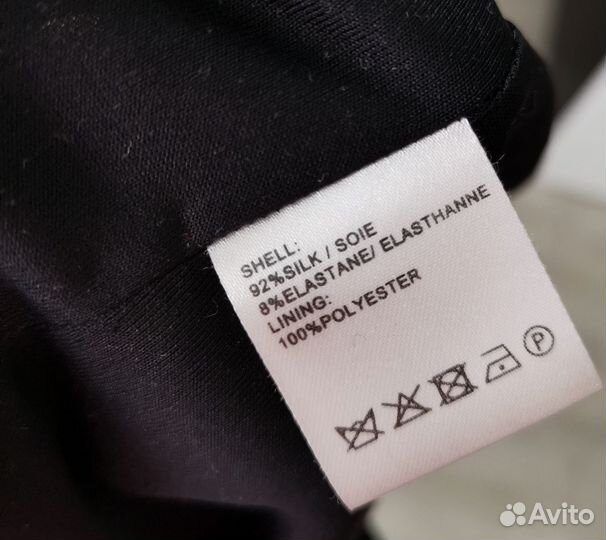 SHELL:
92%SILK / SOIE
8%ELASTANE/ ELASTHANNE
LINING:
100%POLYESTER
P
Avito